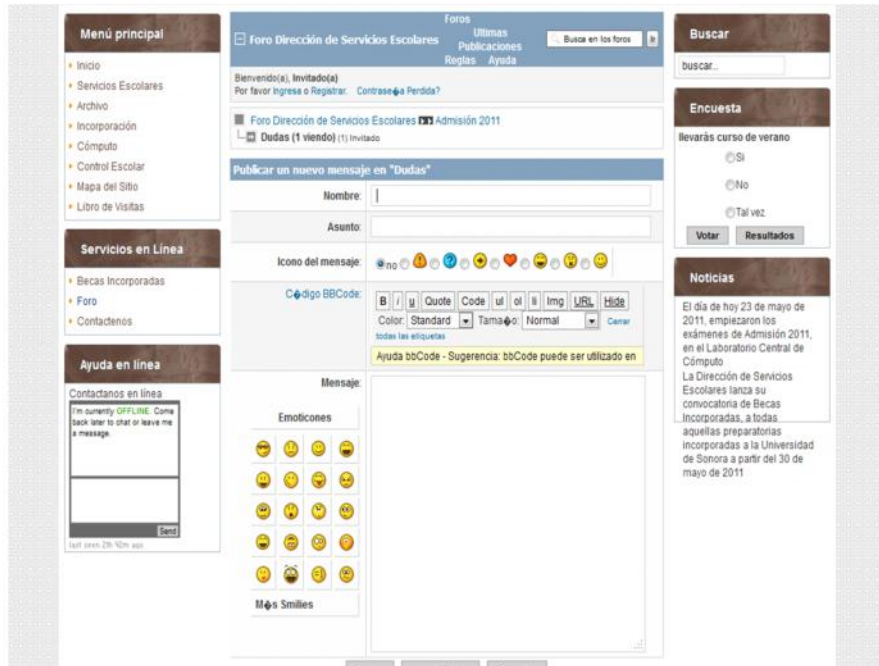 Menú principal
Inicio
Servicios Escolares
Archivo
Incorporación
Cómputo
Control Escolar
Mapa del Sitio
Libro de Visitas
Servicios en Línea
Becas Incorporadas
Foro
Contactenos
Ayuda en línea
Contactanos en línea
I'm currently OFFLINE. Come
back later to chat or leave me
a message.
Send
Foro Dirección de Servicios Escolares
Foros
Ultimas
Publicaciones
Reglas Ayuda
Busca en los foros
Ir
Bienvenido(a), Invitado(a)
Por favor Ingresa o Registrar. Contrase�a Perdida?
Foro Dirección de Servicios Escolares Admisión 2011
Dudas (1 viendo) (1) Invitado
Publicar un nuevo mensaje en "Dudas"
Nombre:
Asunto:
Icono del mensaje:
no
C�digo BBCode:
B i u Quote Code ul ol li Img URL Hide
Color: Standard Tama�o: Normal Cerrar
todas las etiquetas
Ayuda bbCode - Sugerencia: bbCode puede ser utilizado en
Mensaje:
Emoticones
M�s Smilies
Buscar
buscar...
Encuesta
llevarás curso de verano
Si
No
Tal vez
Votar Resultados
Noticias
El día de hoy 23 de mayo de
2011, empiezaron los
exámenes de Admisión 2011,
en el Laboratorio Central de
Cómputo
La Dirección de Servicios
Escolares lanza su
convocatoria de Becas
Incorporadas, a todas
aquellas preparatorias
incorporadas a la Universidad
de Sonora a partir del 30 de
mayo de 2011